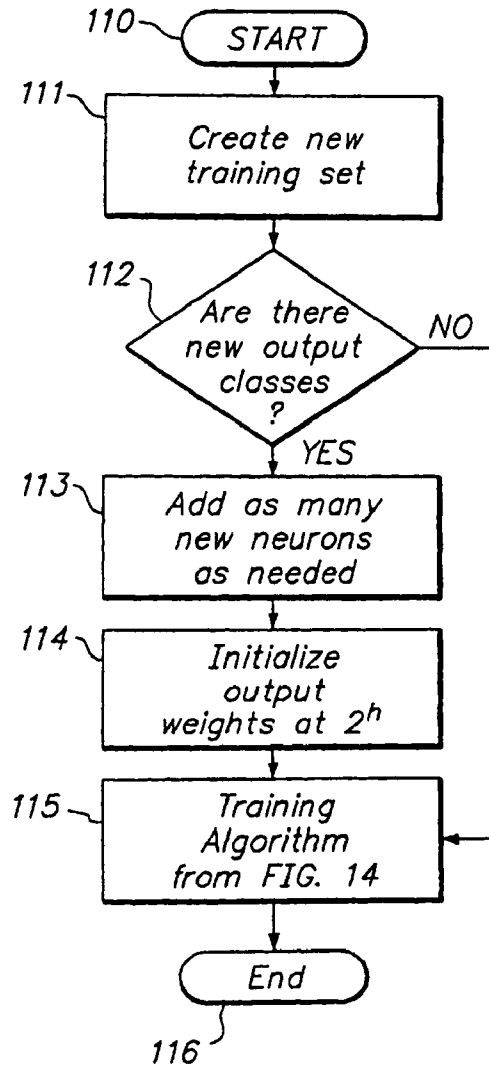 110
START
111
Create new
training set
112
Are there
new output
classes
?
NO
YES
113
Add as many
new neurons
as needed
114
Initialize
output
weights at 2^h
115
Training
Algorithm
from FIG. 14
End
116